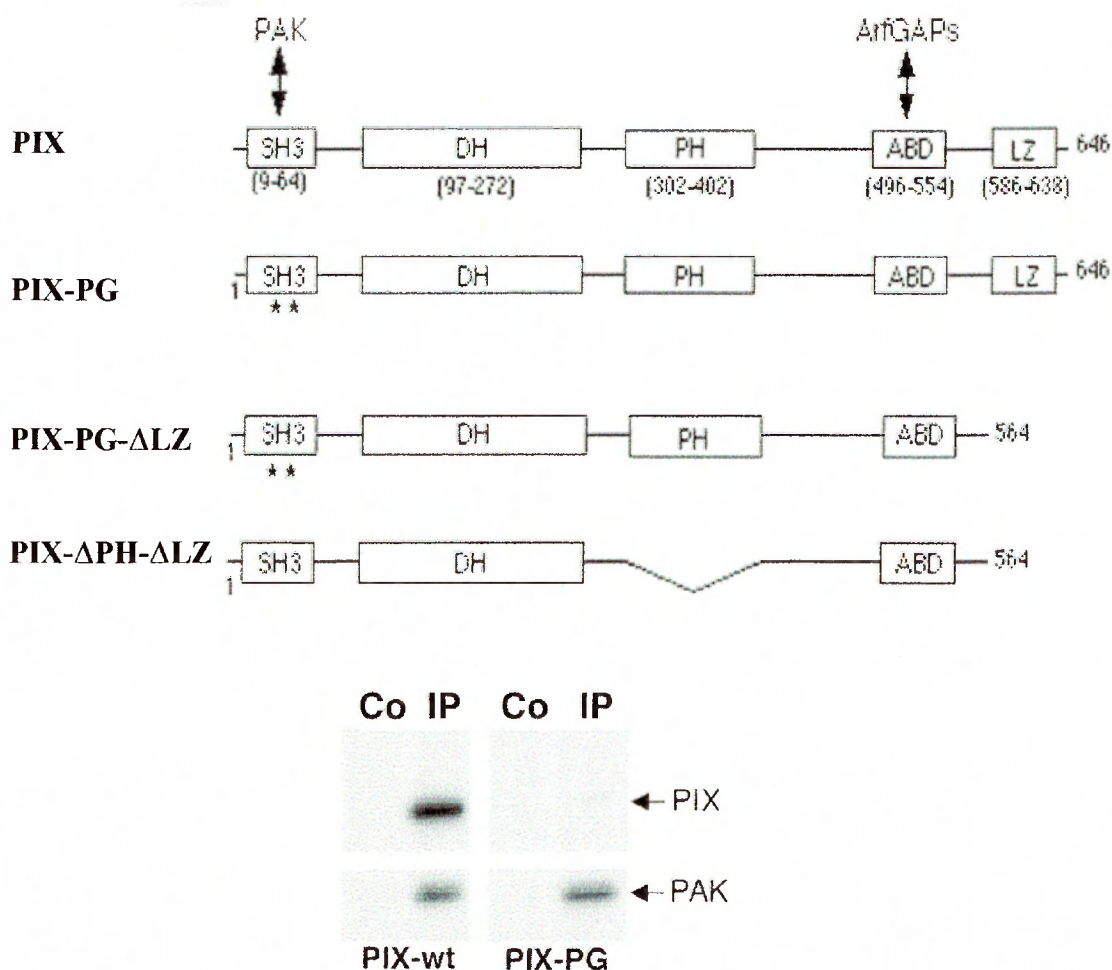 PAK ArfGAPs
PIX SH3 DH PH ABD LZ 646
(9-64) (97-272) (302-402) (496-554) (586-638)
PIX-PG 1 SH3 DH PH ABD LZ 646
* *
PIX-PG-ΔLZ 1 SH3 DH PH ABD 564
* *
PIX-ΔPH-ΔLZ 1 SH3 DH ABD 564
Co IP Co IP
PIX
PAK
PIX-wt PIX-PG